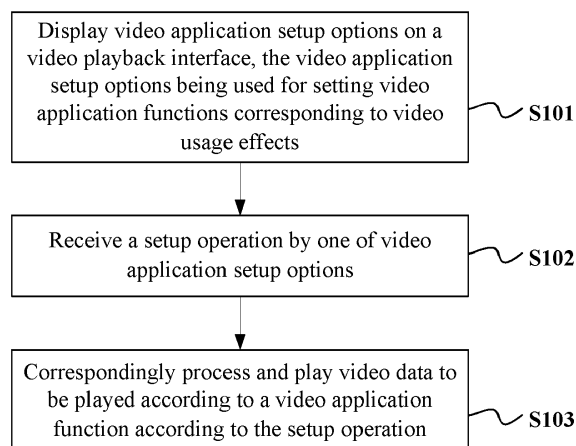 Display video application setup options on a
video playback interface, the video application
setup options being used for setting video
application functions corresponding to video
usage effects
S101
Receive a setup operation by one of video
application setup options
S102
Correspondingly process and play video data to
be played according to a video application
function according to the setup operation
S103